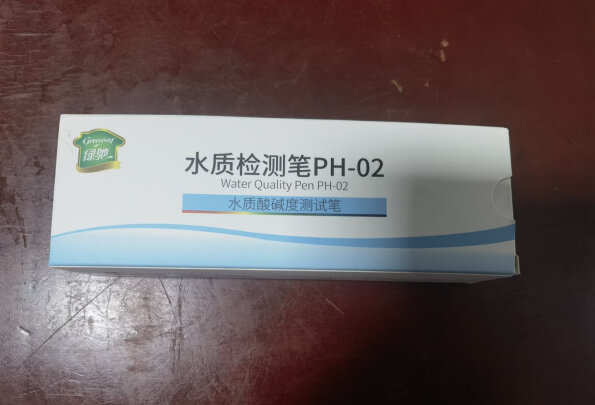 Greenisy
绿驰
水质检测笔PH-02
Water Quality Pen PH-02
水质酸碱度测试笔